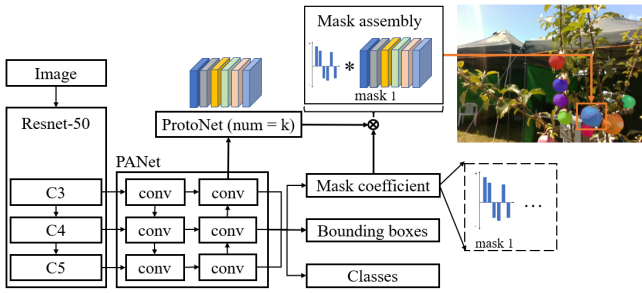 Mask assembly
*
mask 1
Image
Resnet-50
ProtoNet (num = k)
⊗
PANet
C3
conv
conv
Mask coefficient
C4
conv
conv
Bounding boxes
...
mask 1
C5
conv
conv
Classes